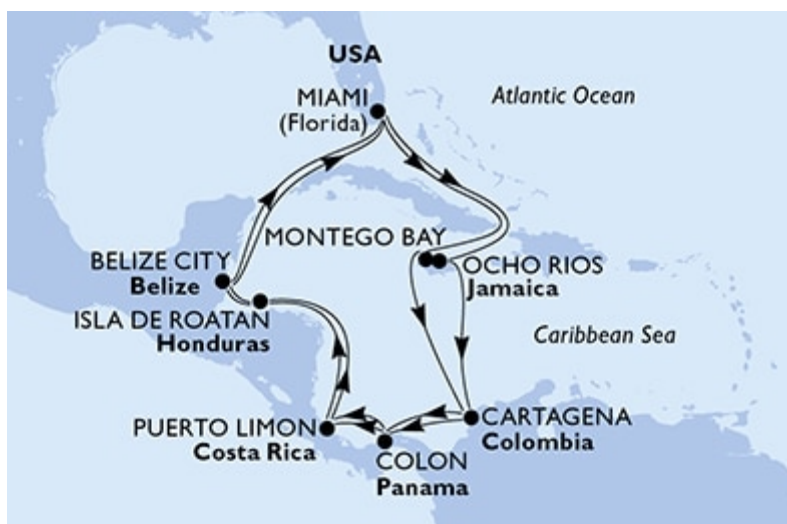 USA
MIAMI
(Florida)
Atlantic Ocean
MONTEGO BAY
OCHO RIOS
Jamaica
BELIZE CITY
Belize
ISLA DE ROATAN
Honduras
Caribbean Sea
PUERTO LIMON
Costa Rica
CARTAGENA
Colombia
COLON
Panama